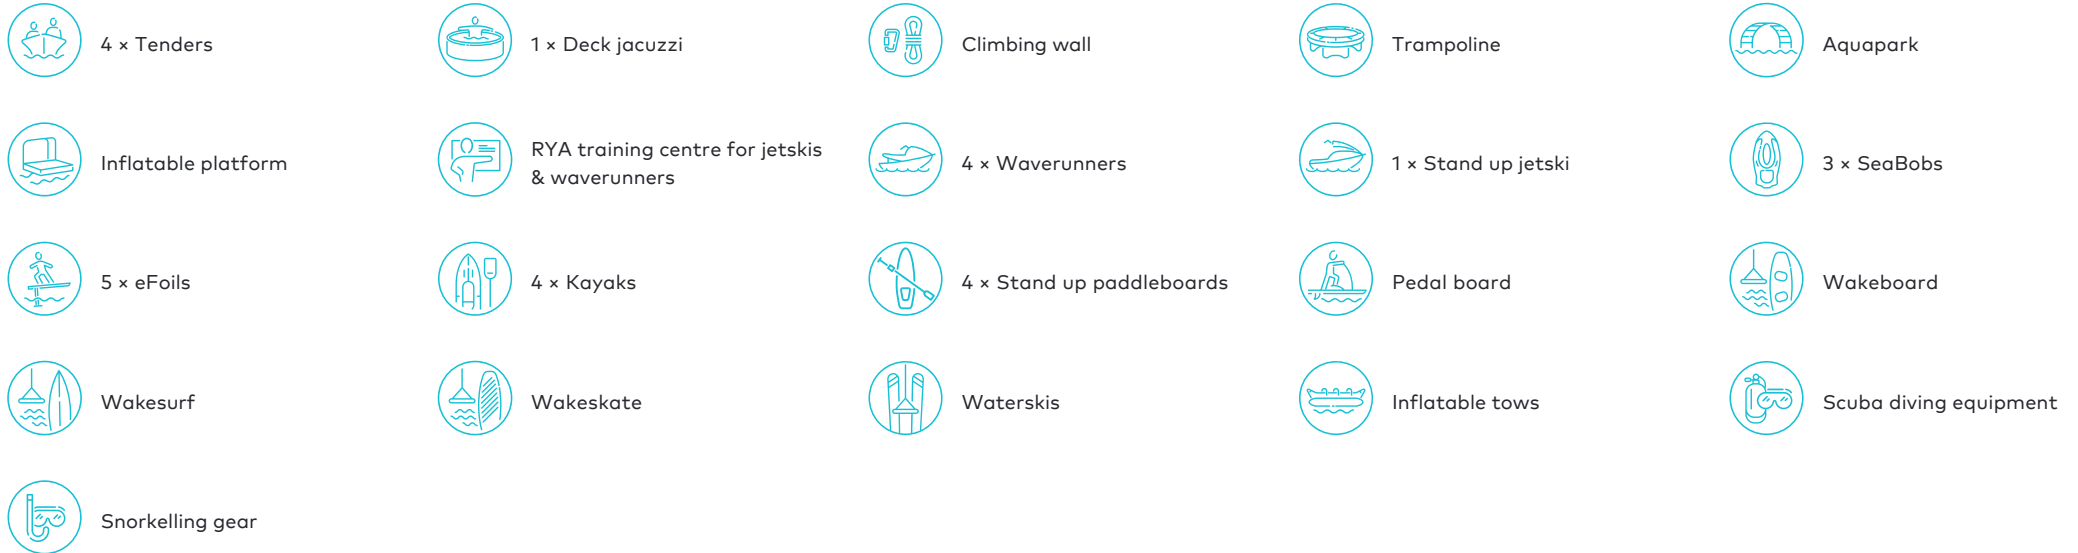 4 × Tenders
1 × Deck jacuzzi
Climbing wall
Trampoline
Aquapark
Inflatable platform
RYA training centre for jetskis
& waverunners
4 × Waverunners
1 × Stand up jetski
3 × SeaBobs
5 × eFoils
4 × Kayaks
4 × Stand up paddleboards
Pedal board
Wakeboard
Wakesurf
Wakeskate
Waterskis
Inflatable tows
Scuba diving equipment
Snorkelling gear